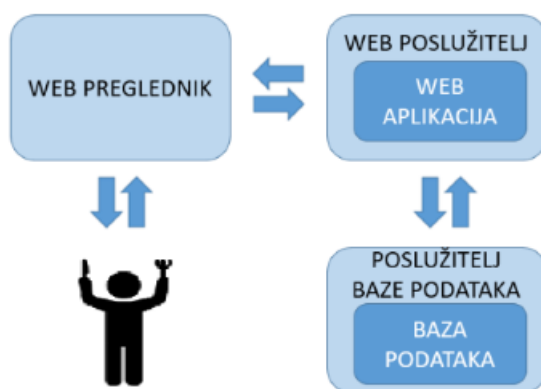 WEB PREGLEDNIK
WEB POSLUŽITELJ
WEB
APLIKACIJA
POSLUŽITELJ
BAZE PODATAKA
BAZA
PODATAKA